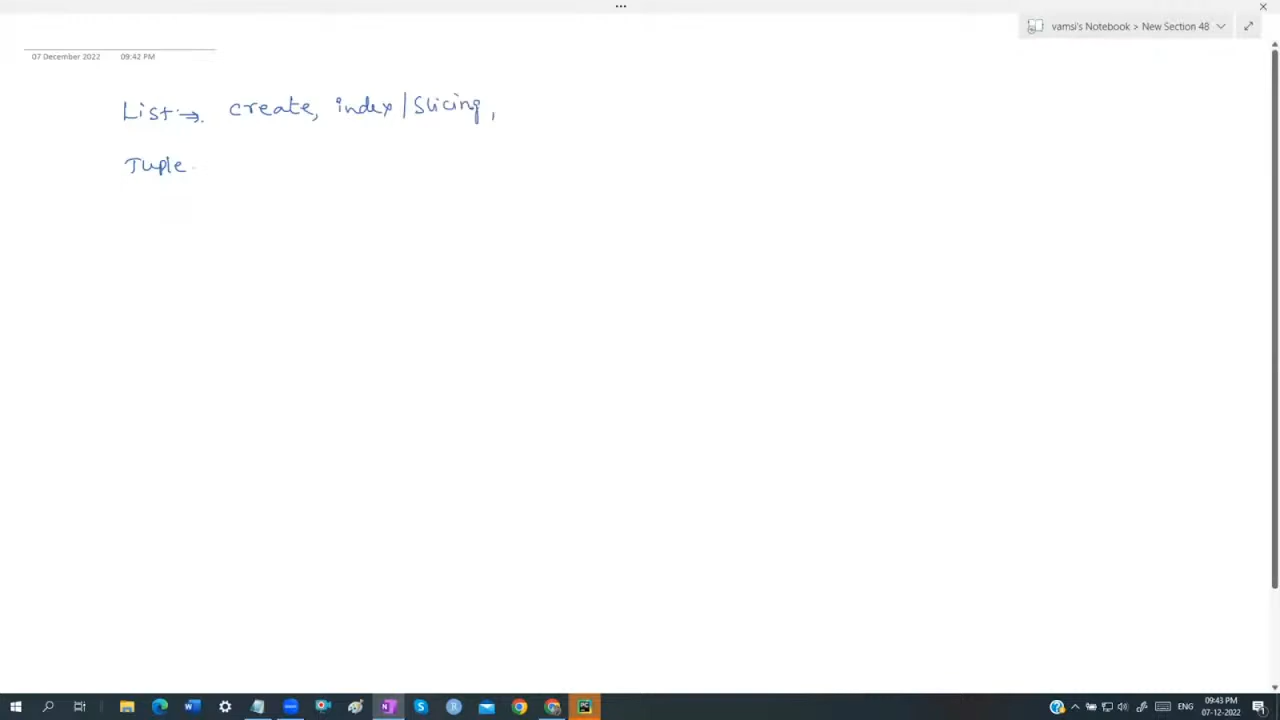 vamsi's Notebook > New Section 48
07 December 2022 09:42 PM
List → create, index / Slicing,
Tuple
ENG
09:43 PM
07-12-2022